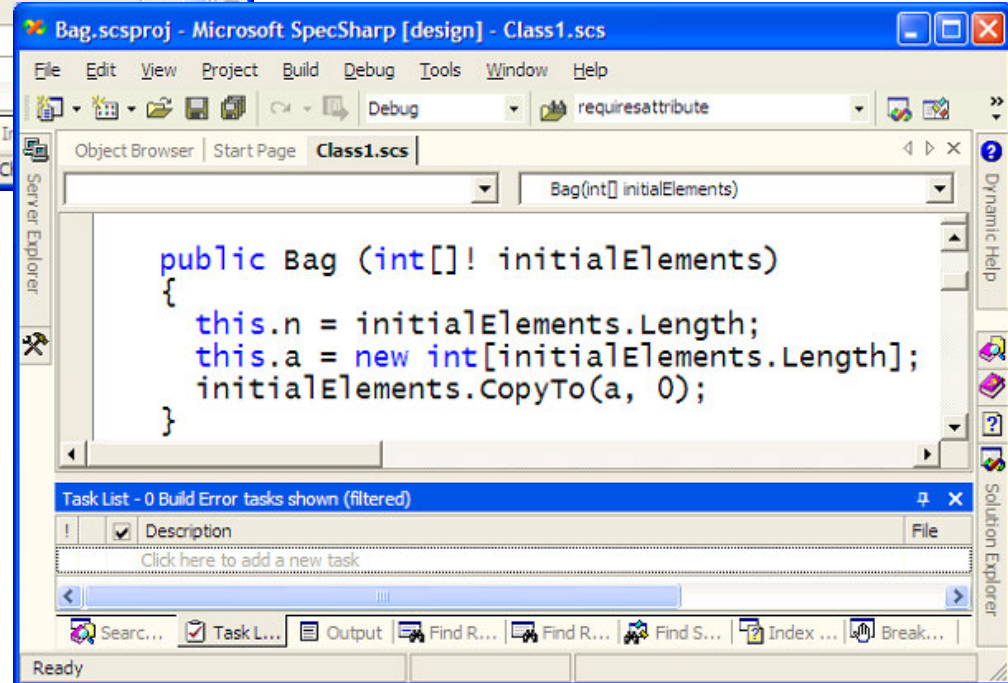 Bag.scsproj - Microsoft SpecSharp [design] - Class1.scs
File Edit View Project Build Debug Tools Window Help
Debug requiresattribute
Object Browser Start Page Class1.scs
Bag(int[] initialElements)
Server Explorer
public Bag (int[]! initialElements)
{
this.n = initialElements.Length;
this.a = new int[initialElements.Length];
initialElements.CopyTo(a, 0);
}
Dynamic Help
Solution Explorer
Task List - 0 Build Error tasks shown (filtered)
! Description File
Click here to add a new task
Searc... Task L... Output Find R... Find R... Find S... Index ... Break...
Ready